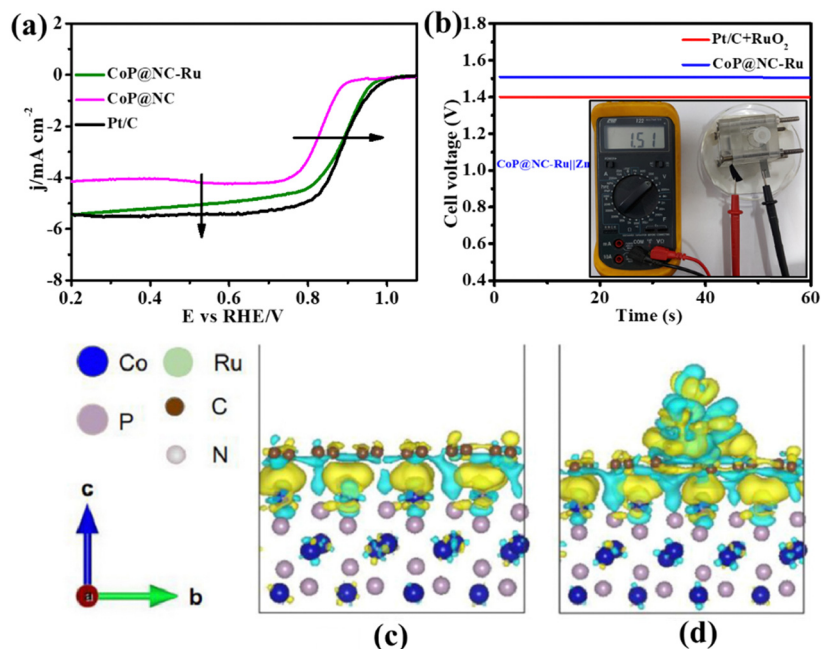 (a)
CoP@NC-Ru
CoP@NC
Pt/C
j/mA cm⁻²
0
-2
-4
-6
-8
0.2 0.4 0.6 0.8 1.0
E vs RHE/V
(b)
Pt/C+RuO₂
CoP@NC-Ru
Cell voltage (V)
1.8
1.6
1.4
1.2
1.0
0.8
0.6
0.4
CoP@NC-Ru||Zn
1.51
0 20 40 60
Time (s)
Co
Ru
P
C
N
c
a
b
(c)
(d)